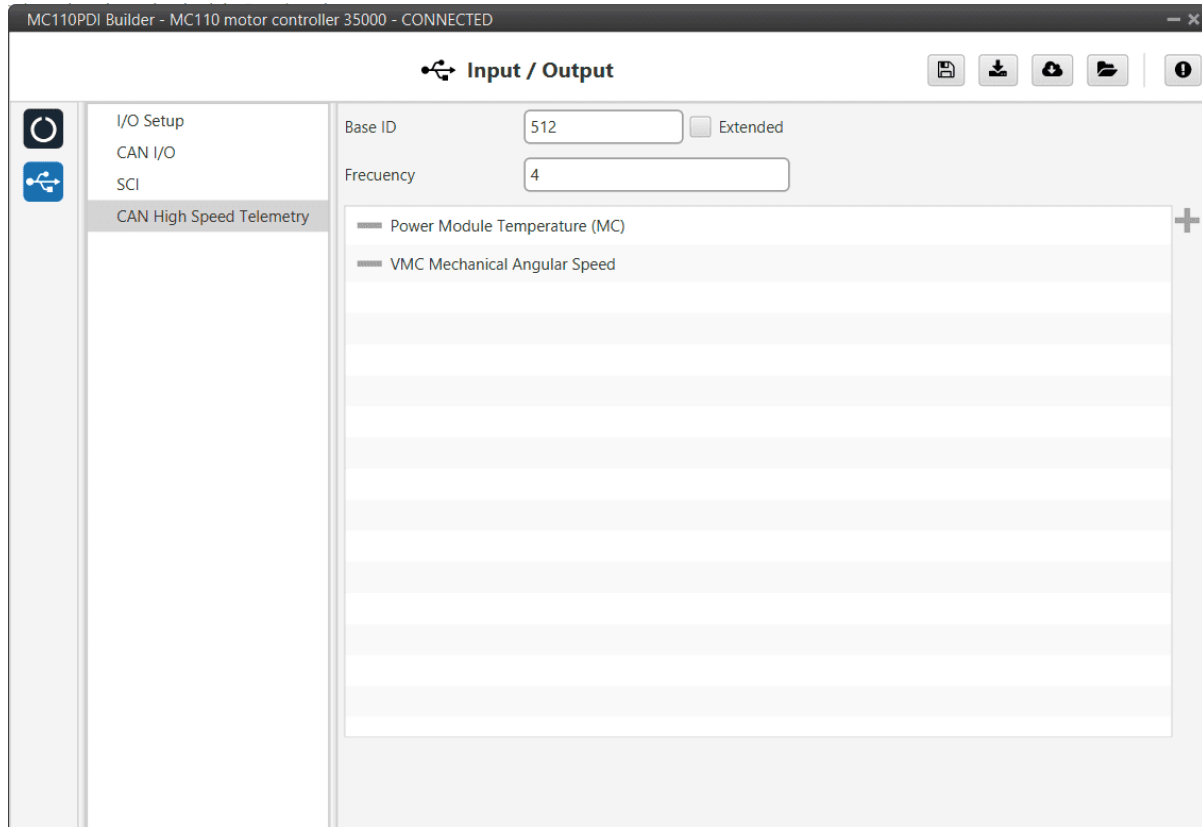 MC110PDI Builder - MC110 motor controller 35000 - CONNECTED
Input / Output
I/O Setup
CAN I/O
SCI
CAN High Speed Telemetry
Base ID 512 Extended
Frecuency 4
Power Module Temperature (MC)
VMC Mechanical Angular Speed